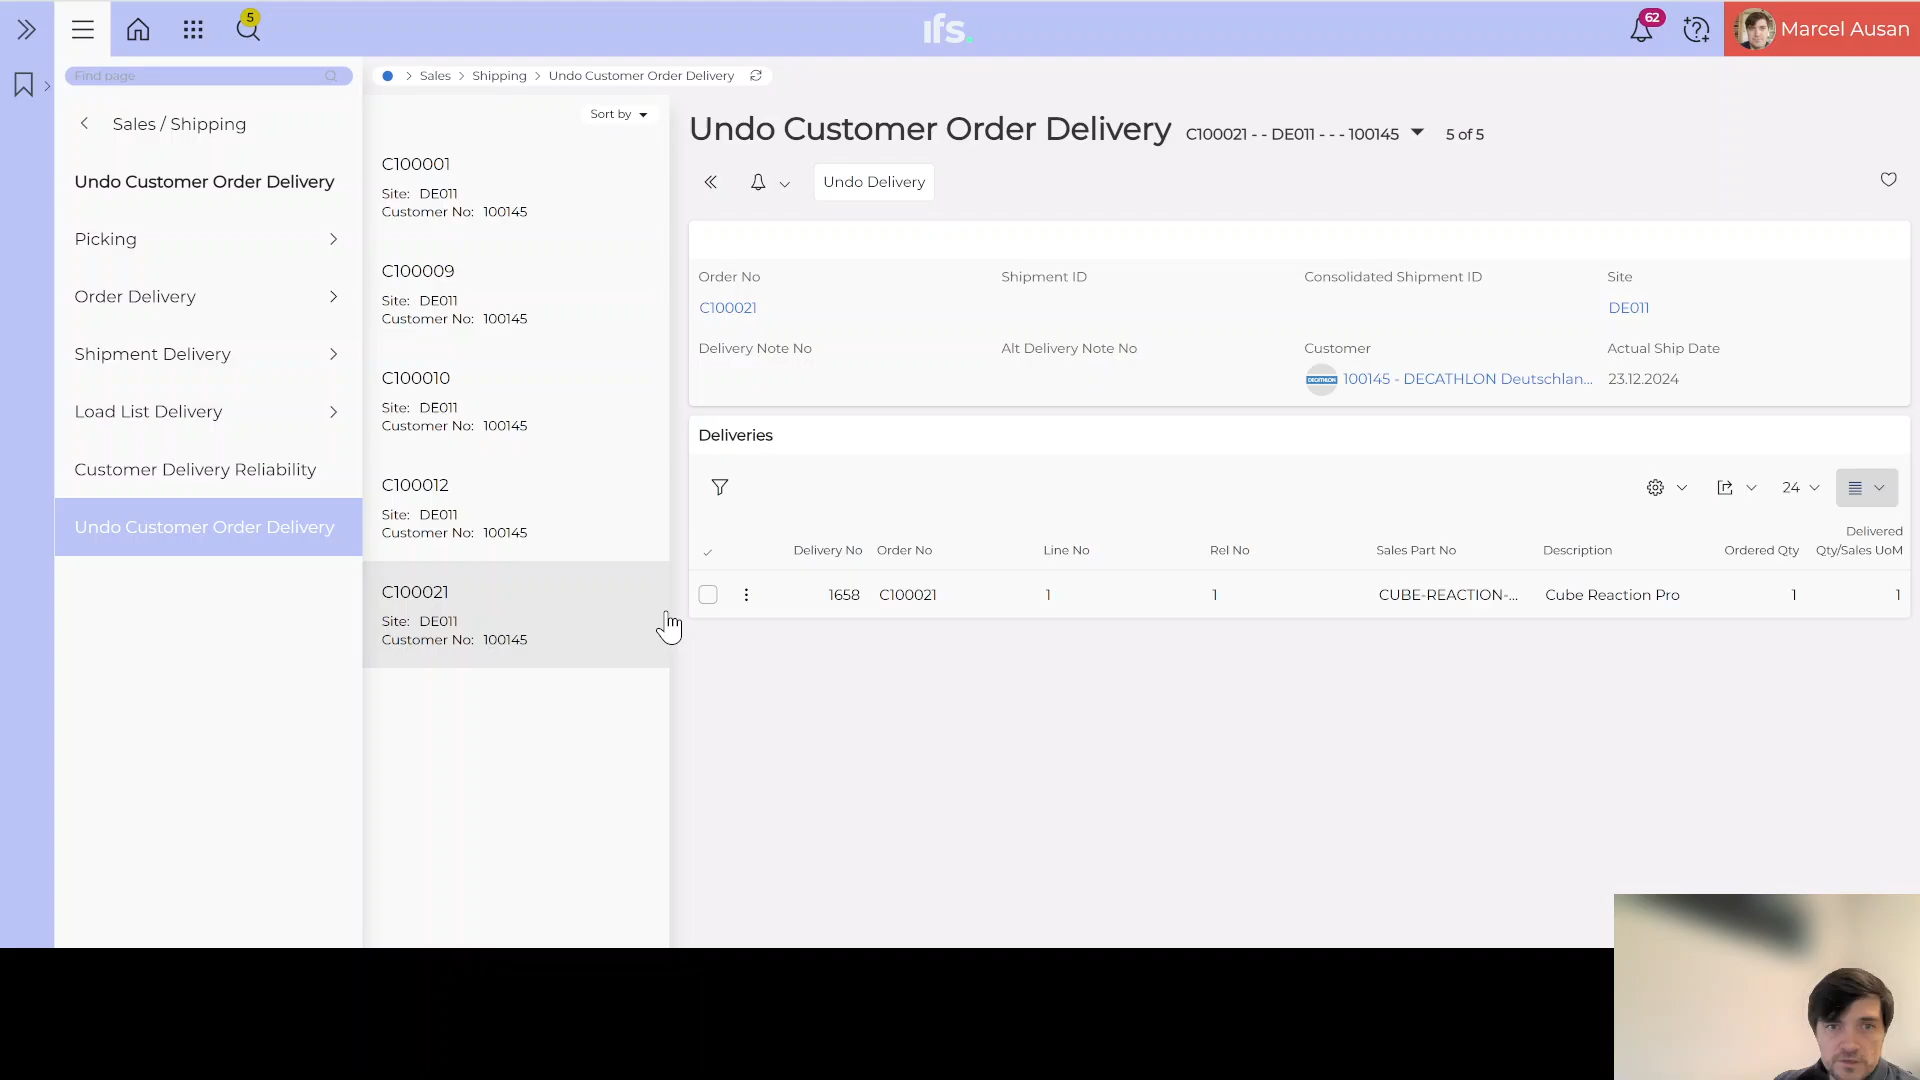 5
ifs.
62
Marcel Ausan
Find page
Sales > Shipping > Undo Customer Order Delivery
Sales / Shipping
Undo Customer Order Delivery
Picking
Order Delivery
Shipment Delivery
Load List Delivery
Customer Delivery Reliability
Undo Customer Order Delivery
Sort by
C100001
Site: DE011
Customer No: 100145
C100009
Site: DE011
Customer No: 100145
C100010
Site: DE011
Customer No: 100145
C100012
Site: DE011
Customer No: 100145
C100021
Site: DE011
Customer No: 100145
Undo Customer Order Delivery C100021 - - DE011 - - - 100145 5 of 5
Undo Delivery
Order No Shipment ID Consolidated Shipment ID Site
C100021 DE011
Delivery Note No Alt Delivery Note No Customer Actual Ship Date
DECATHLON 100145 - DECATHLON Deutschlan... 23.12.2024
Deliveries
24
Delivery No Order No Line No Rel No Sales Part No Description Ordered Qty Delivered Qty/Sales UoM
1658 C100021 1 1 CUBE-REACTION-... Cube Reaction Pro 1 1